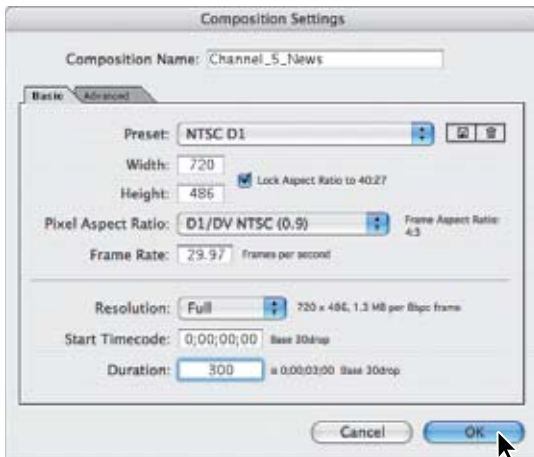 Composition Settings
Composition Name: Channel_5_News
Basic Advanced
Preset: NTSC D1
Width: 720
Lock Aspect Ratio to 40:27
Height: 486
Pixel Aspect Ratio: D1/DV NTSC (0.9) Frame Aspect Ratio:
4:3
Frame Rate: 29.97 Frames per second
Resolution: Full 720 x 486, 1.3 MB per 8bpc frame
Start Timecode: 0;00;00;00 Base 30drop
Duration: 300 is 0;00;03;00 Base 30drop
Cancel OK